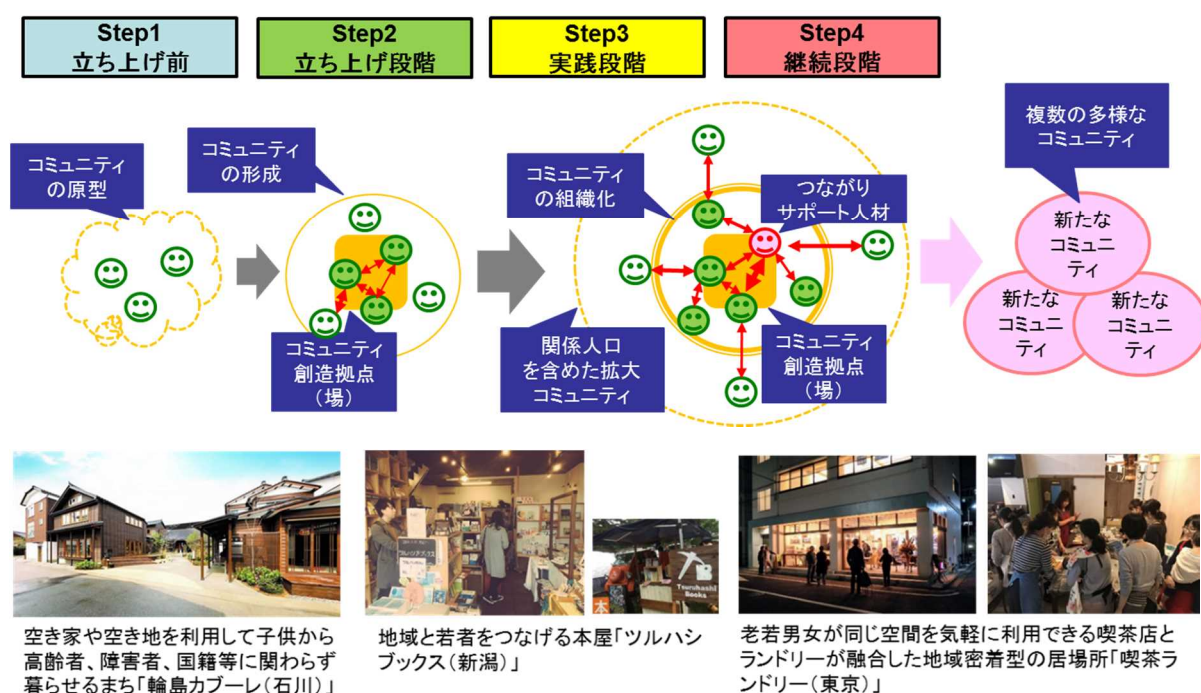 Step1
立ち上げ前
Step2
立ち上げ段階
Step3
実践段階
Step4
継続段階
コミュニティ
の原型
コミュニティ
の形成
コミュニティ
創造拠点
(場)
コミュニティ
の組織化
つながり
サポート人材
関係人口
を含めた拡大
コミュニティ
コミュニティ
創造拠点
(場)
複数の多様な
コミュニティ
新たな
コミュニ
ティ
新たな
コミュニ
ティ
新たな
コミュニ
ティ
Tsuruhashi
Books
本
空き家や空き地を利用して子供から
高齢者、障害者、国籍等に関わらず
暮らせるまち「輪島カブーレ(石川)」
地域と若者をつなげる本屋「ツルハシ
ブックス(新潟)」
老若男女が同じ空間を気軽に利用できる喫茶店と
ランドリーが融合した地域密着型の居場所「喫茶ラ
ンドリー(東京)」